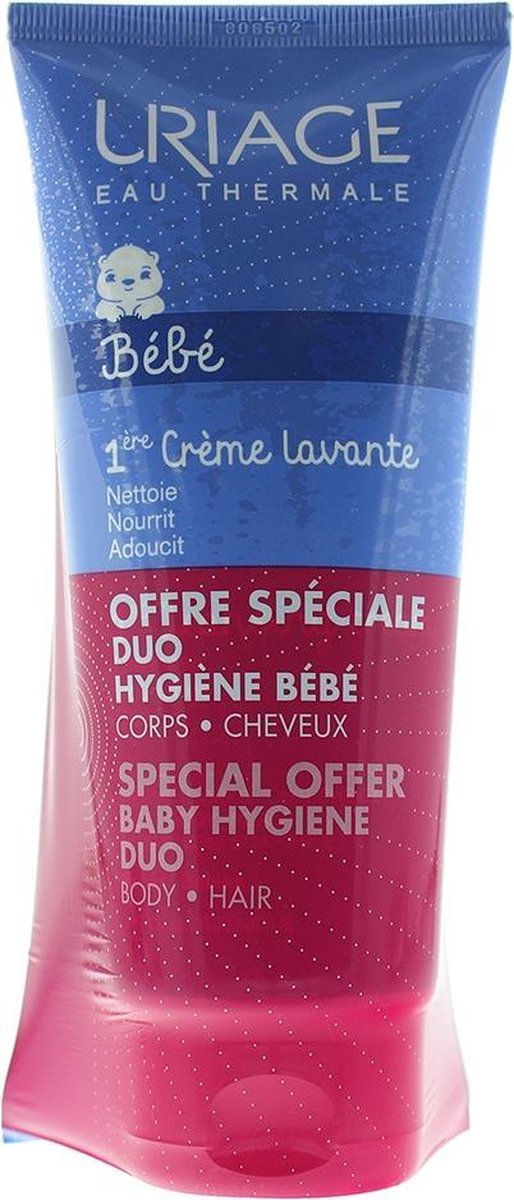 806502
URIAGE
EAU THERMALE
Bébé
1ère Crème lavante
Nettoie
Nourrit
Adoucit
OFFRE SPÉCIALE
DUO
HYGIÈNE BÉBÉ
CORPS • CHEVEUX
SPECIAL OFFER
BABY HYGIENE
DUO
BODY • HAIR